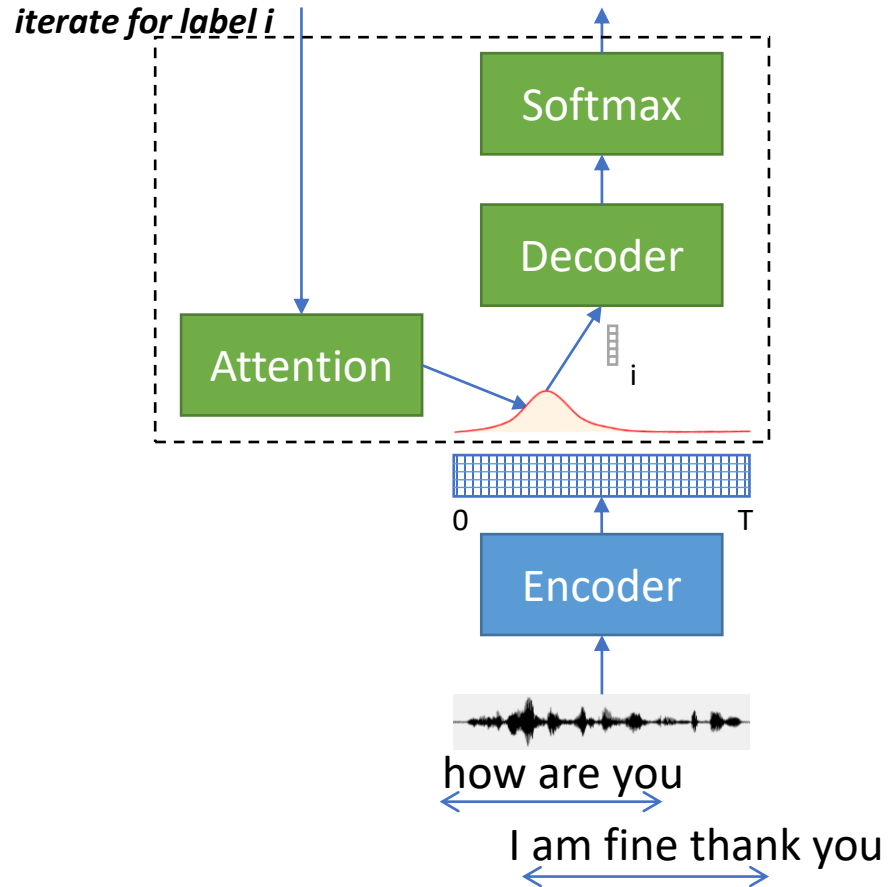 iterate for label i
Softmax
Decoder
Attention
i
0 T
Encoder
how are you
I am fine thank you